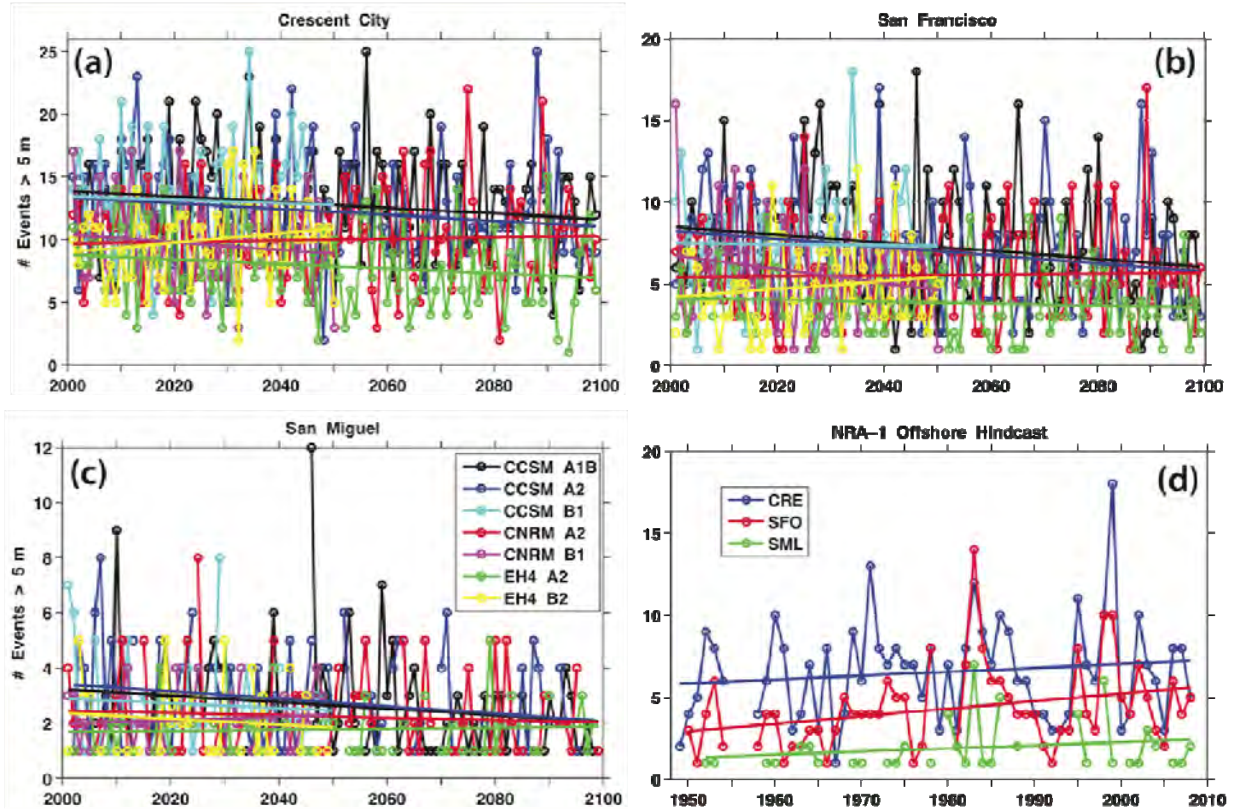 Crescent City
San Francisco
(a)
(b)
# Events > 5 m
25
20
15
10
5
0
20
15
10
5
0
2000 2020 2040 2060 2080 2100
2000 2020 2040 2060 2080 2100
San Miguel
NRA-1 Offshore Hindcast
(c)
(d)
# Events > 5 m
12
10
8
6
4
2
0
CCSM A1B
CCSM A2
CCSM B1
CNRM A2
CNRM B1
EH4 A2
EH4 B2
20
15
10
5
0
CRE
SFO
SML
2000 2020 2040 2060 2080 2100
1950 1960 1970 1980 1990 2000 2010